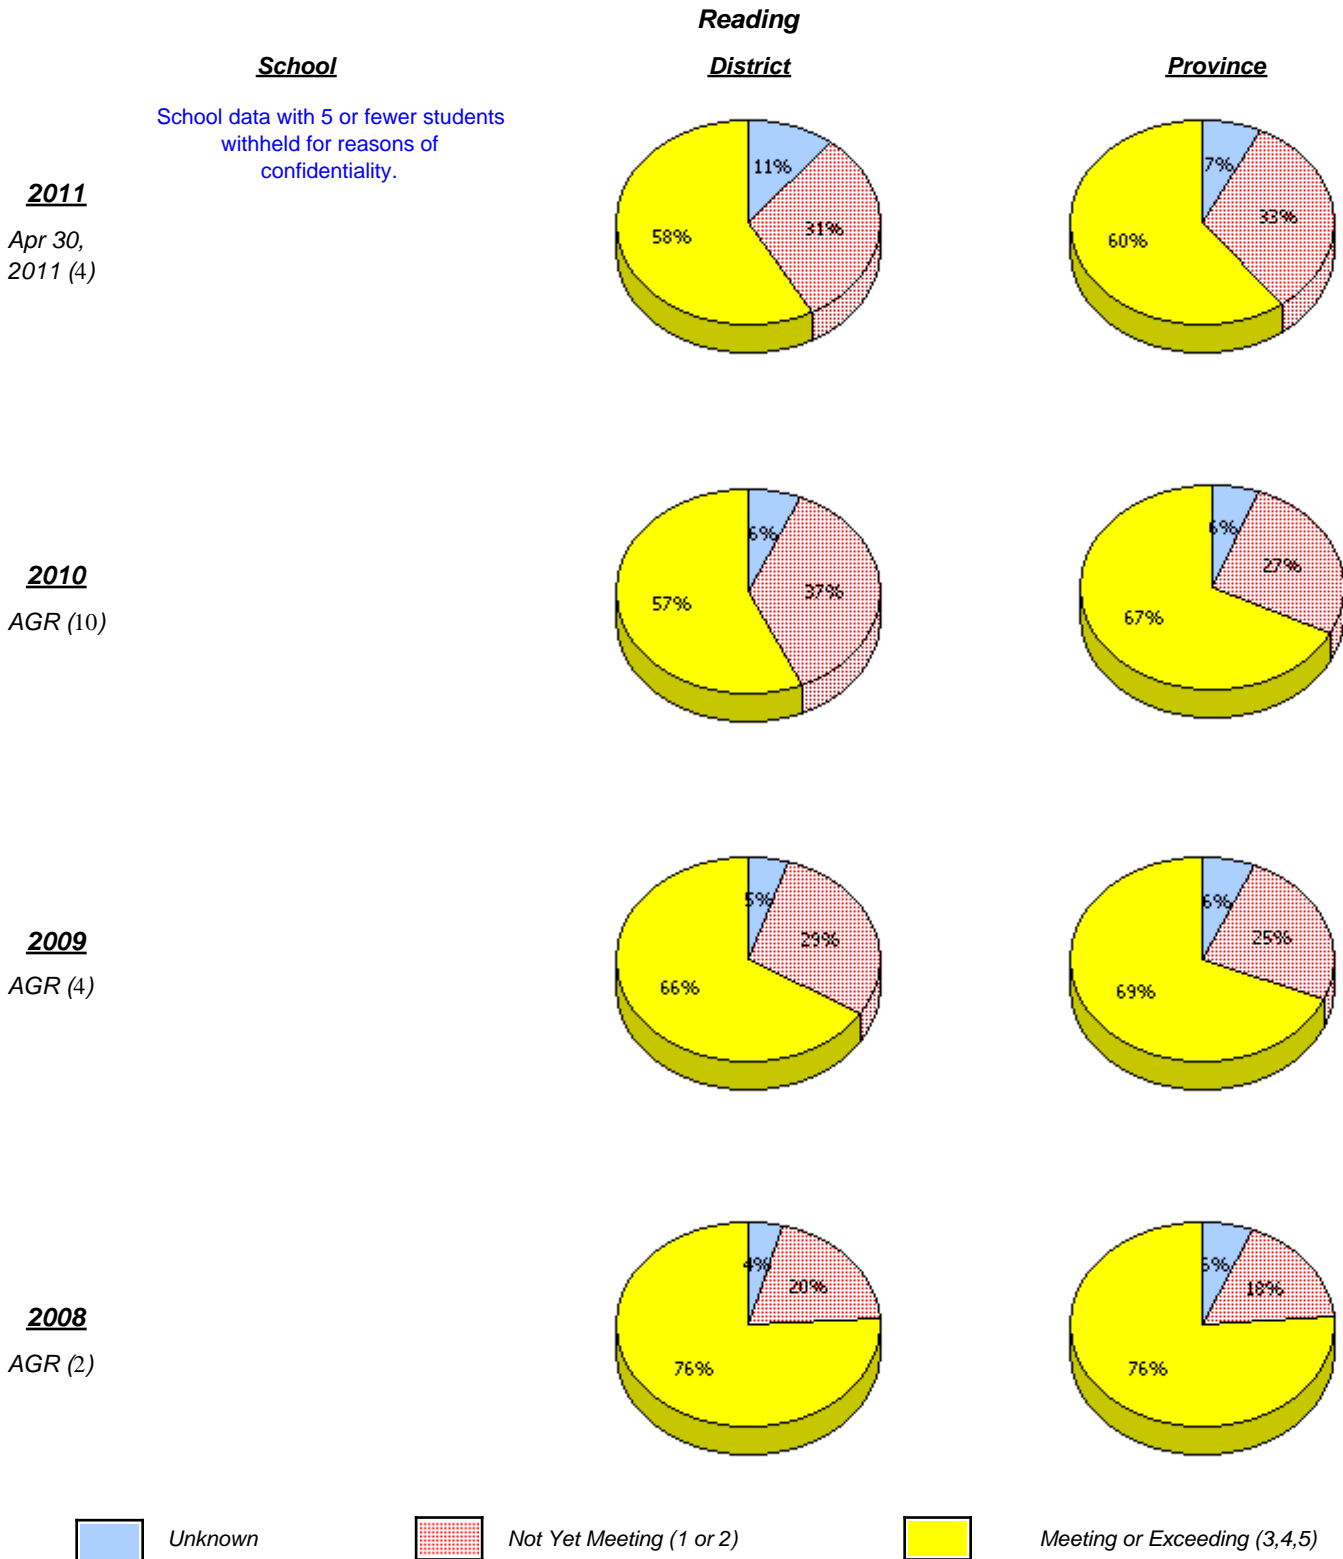 Reading
School
District
Province
School data with 5 or fewer students
withheld for reasons of
confidentiality.
2011
Apr 30,
2011 (4)
11%
31%
58%
7%
33%
60%
2010
AGR (10)
6%
37%
57%
6%
27%
67%
2009
AGR (4)
5%
29%
66%
6%
25%
69%
2008
AGR (2)
4%
20%
76%
18%
76%
Unknown
Not Yet Meeting (1 or 2)
Meeting or Exceeding (3,4,5)